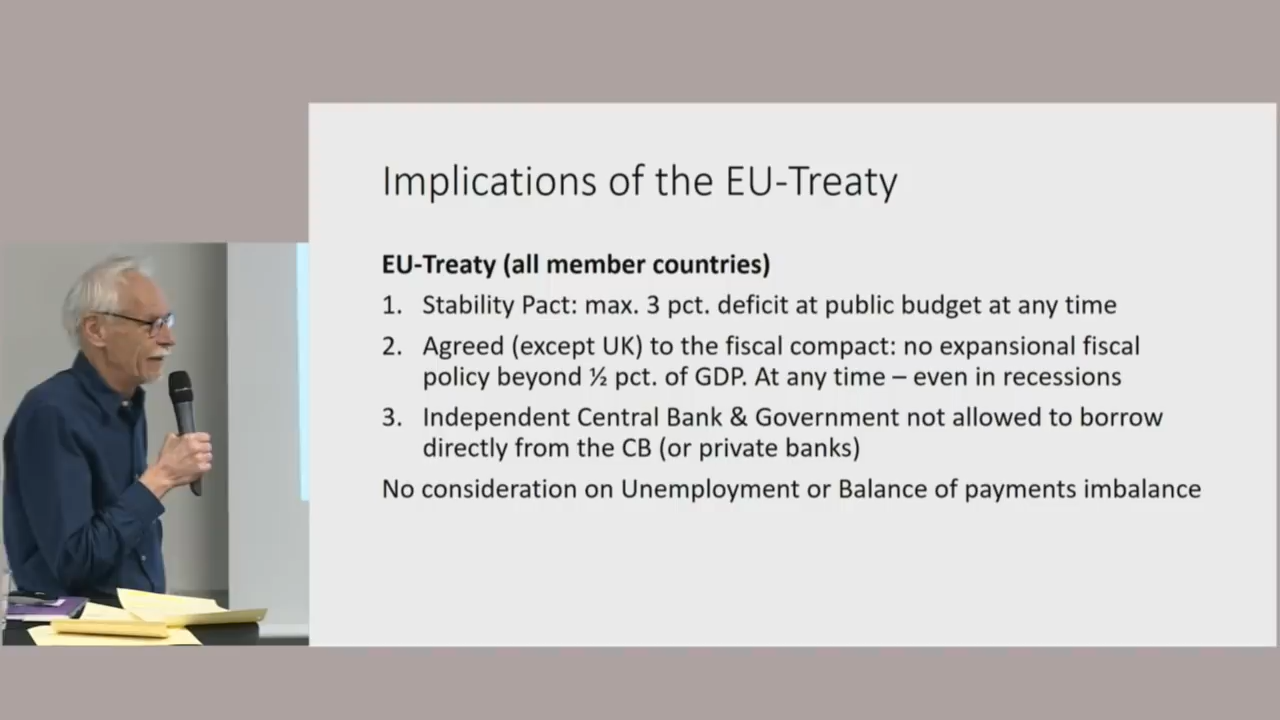 Implications of the EU-Treaty
EU-Treaty (all member countries)
1. Stability Pact: max. 3 pct. deficit at public budget at any time
2. Agreed (except UK) to the fiscal compact: no expansional fiscal
policy beyond ½ pct. of GDP. At any time – even in recessions
3. Independent Central Bank & Government not allowed to borrow
directly from the CB (or private banks)
No consideration on Unemployment or Balance of payments imbalance